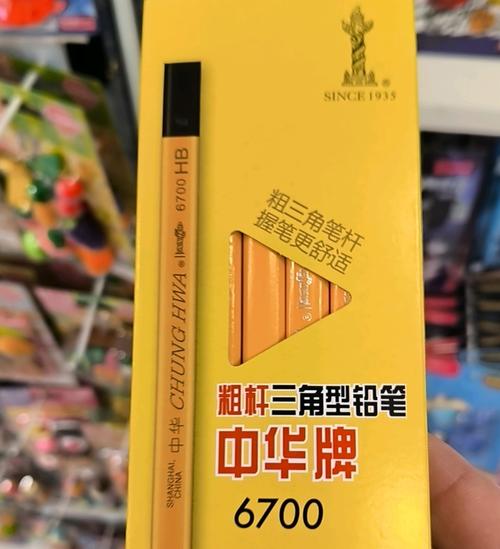 SINCE 1935
SHANGHAI, CHINA 中华 CHUNG HWA ® 6700 HB
粗三角笔杆
握笔更舒适
粗杆三角型铅笔
中华牌
6700